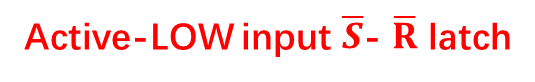 Active-LOW input S̅- R̅ latch